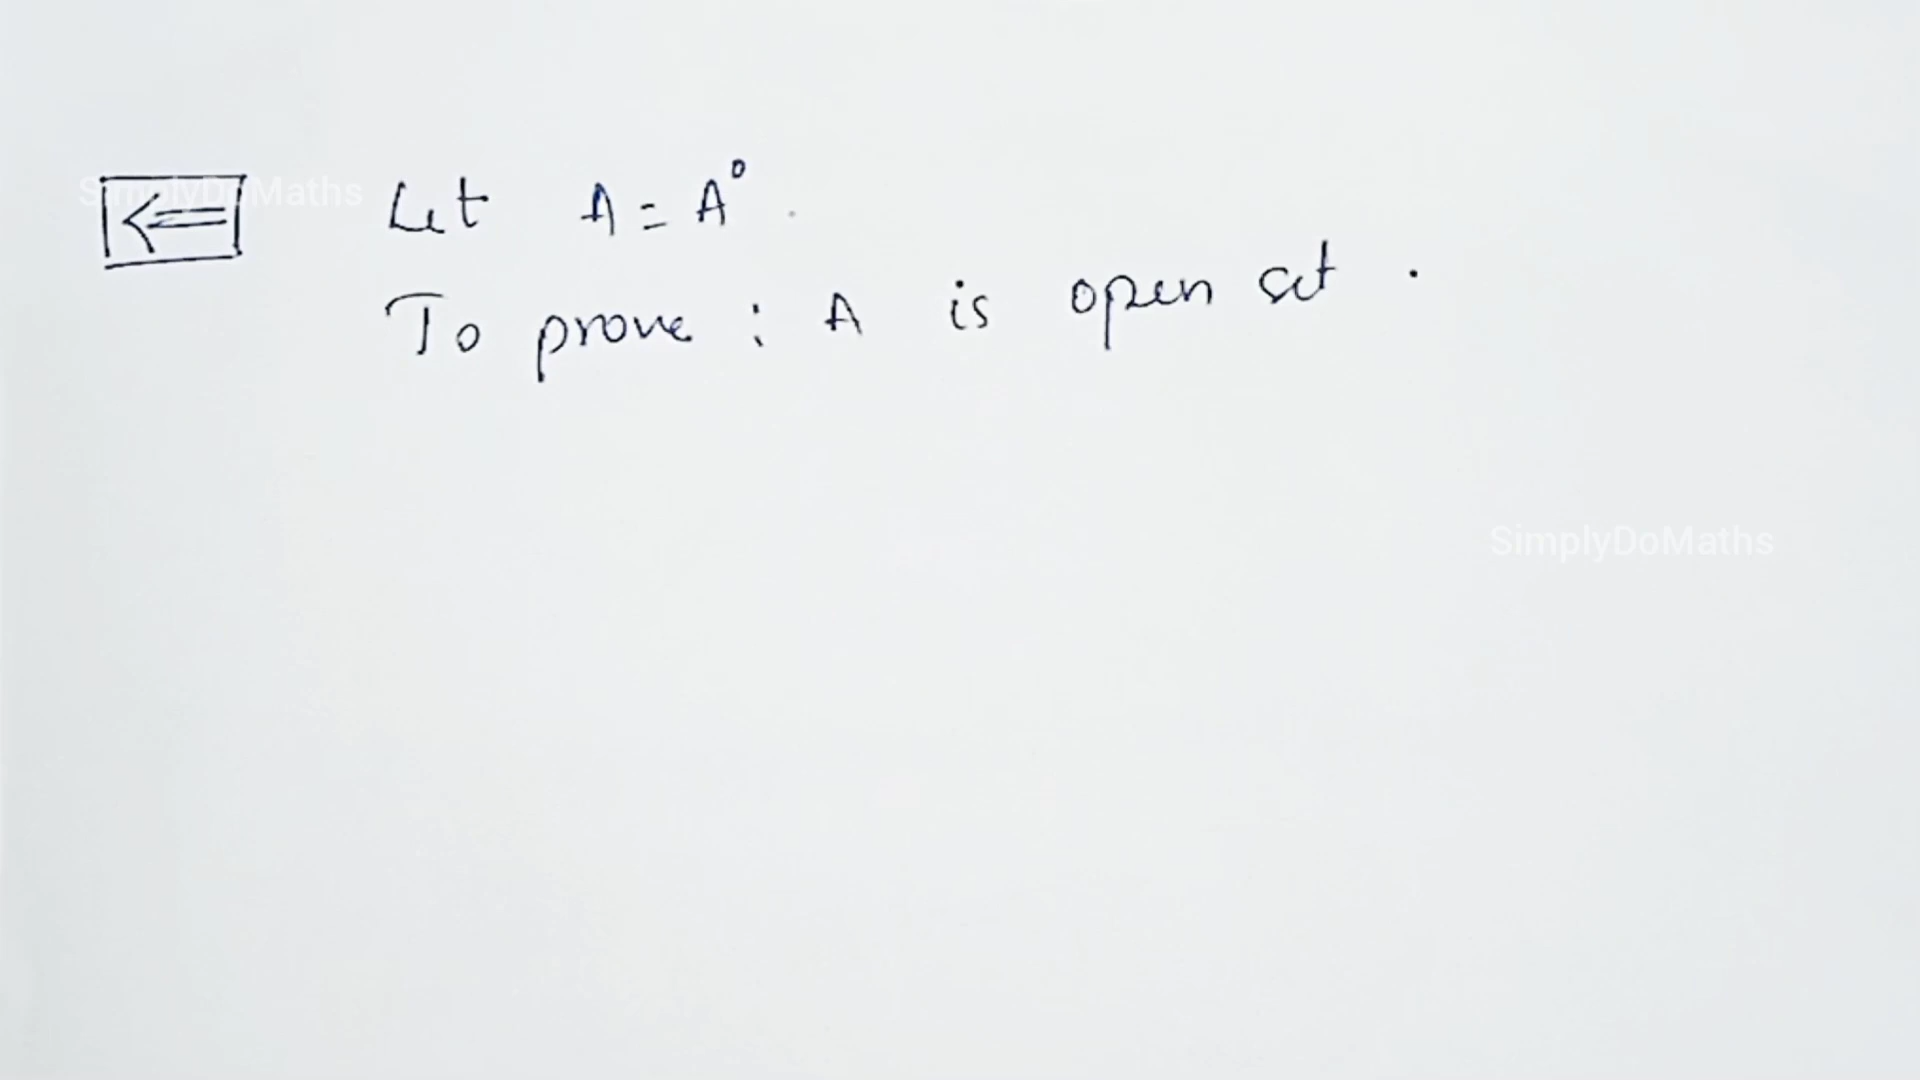 SimplyDoMaths
⇐ Let A = A°.
To prove : A is open set .
SimplyDoMaths